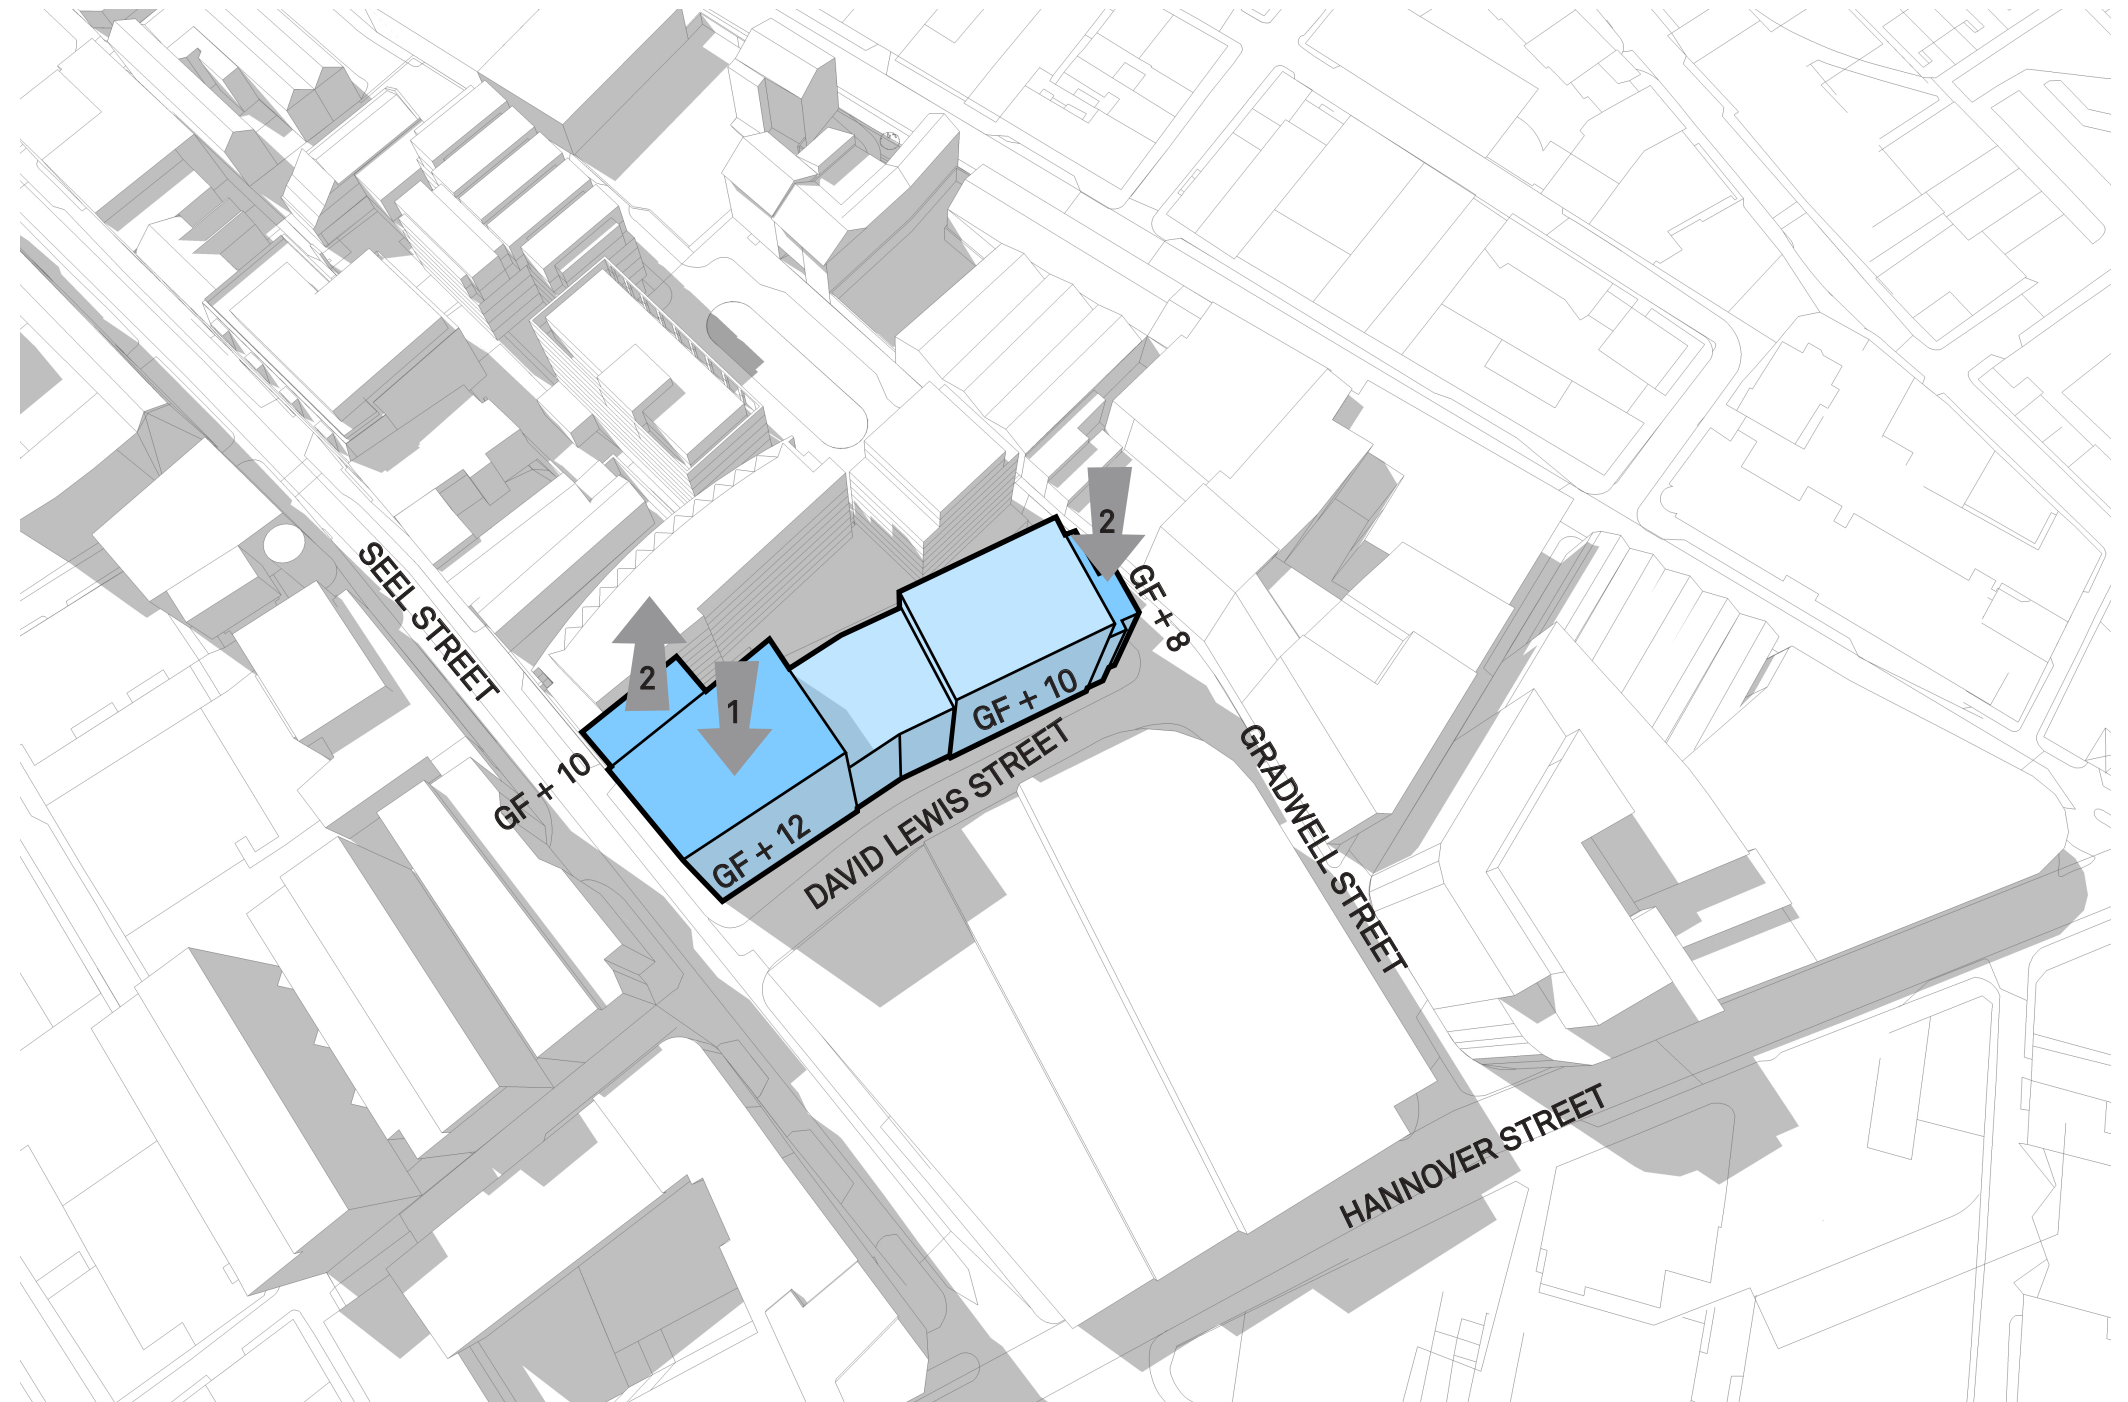 2
SEEL STREET
GF + 8
2
1
GF + 10
GF + 10
GRADWELL STREET
DAVID LEWIS STREET
GF + 12
HANNOVER STREET